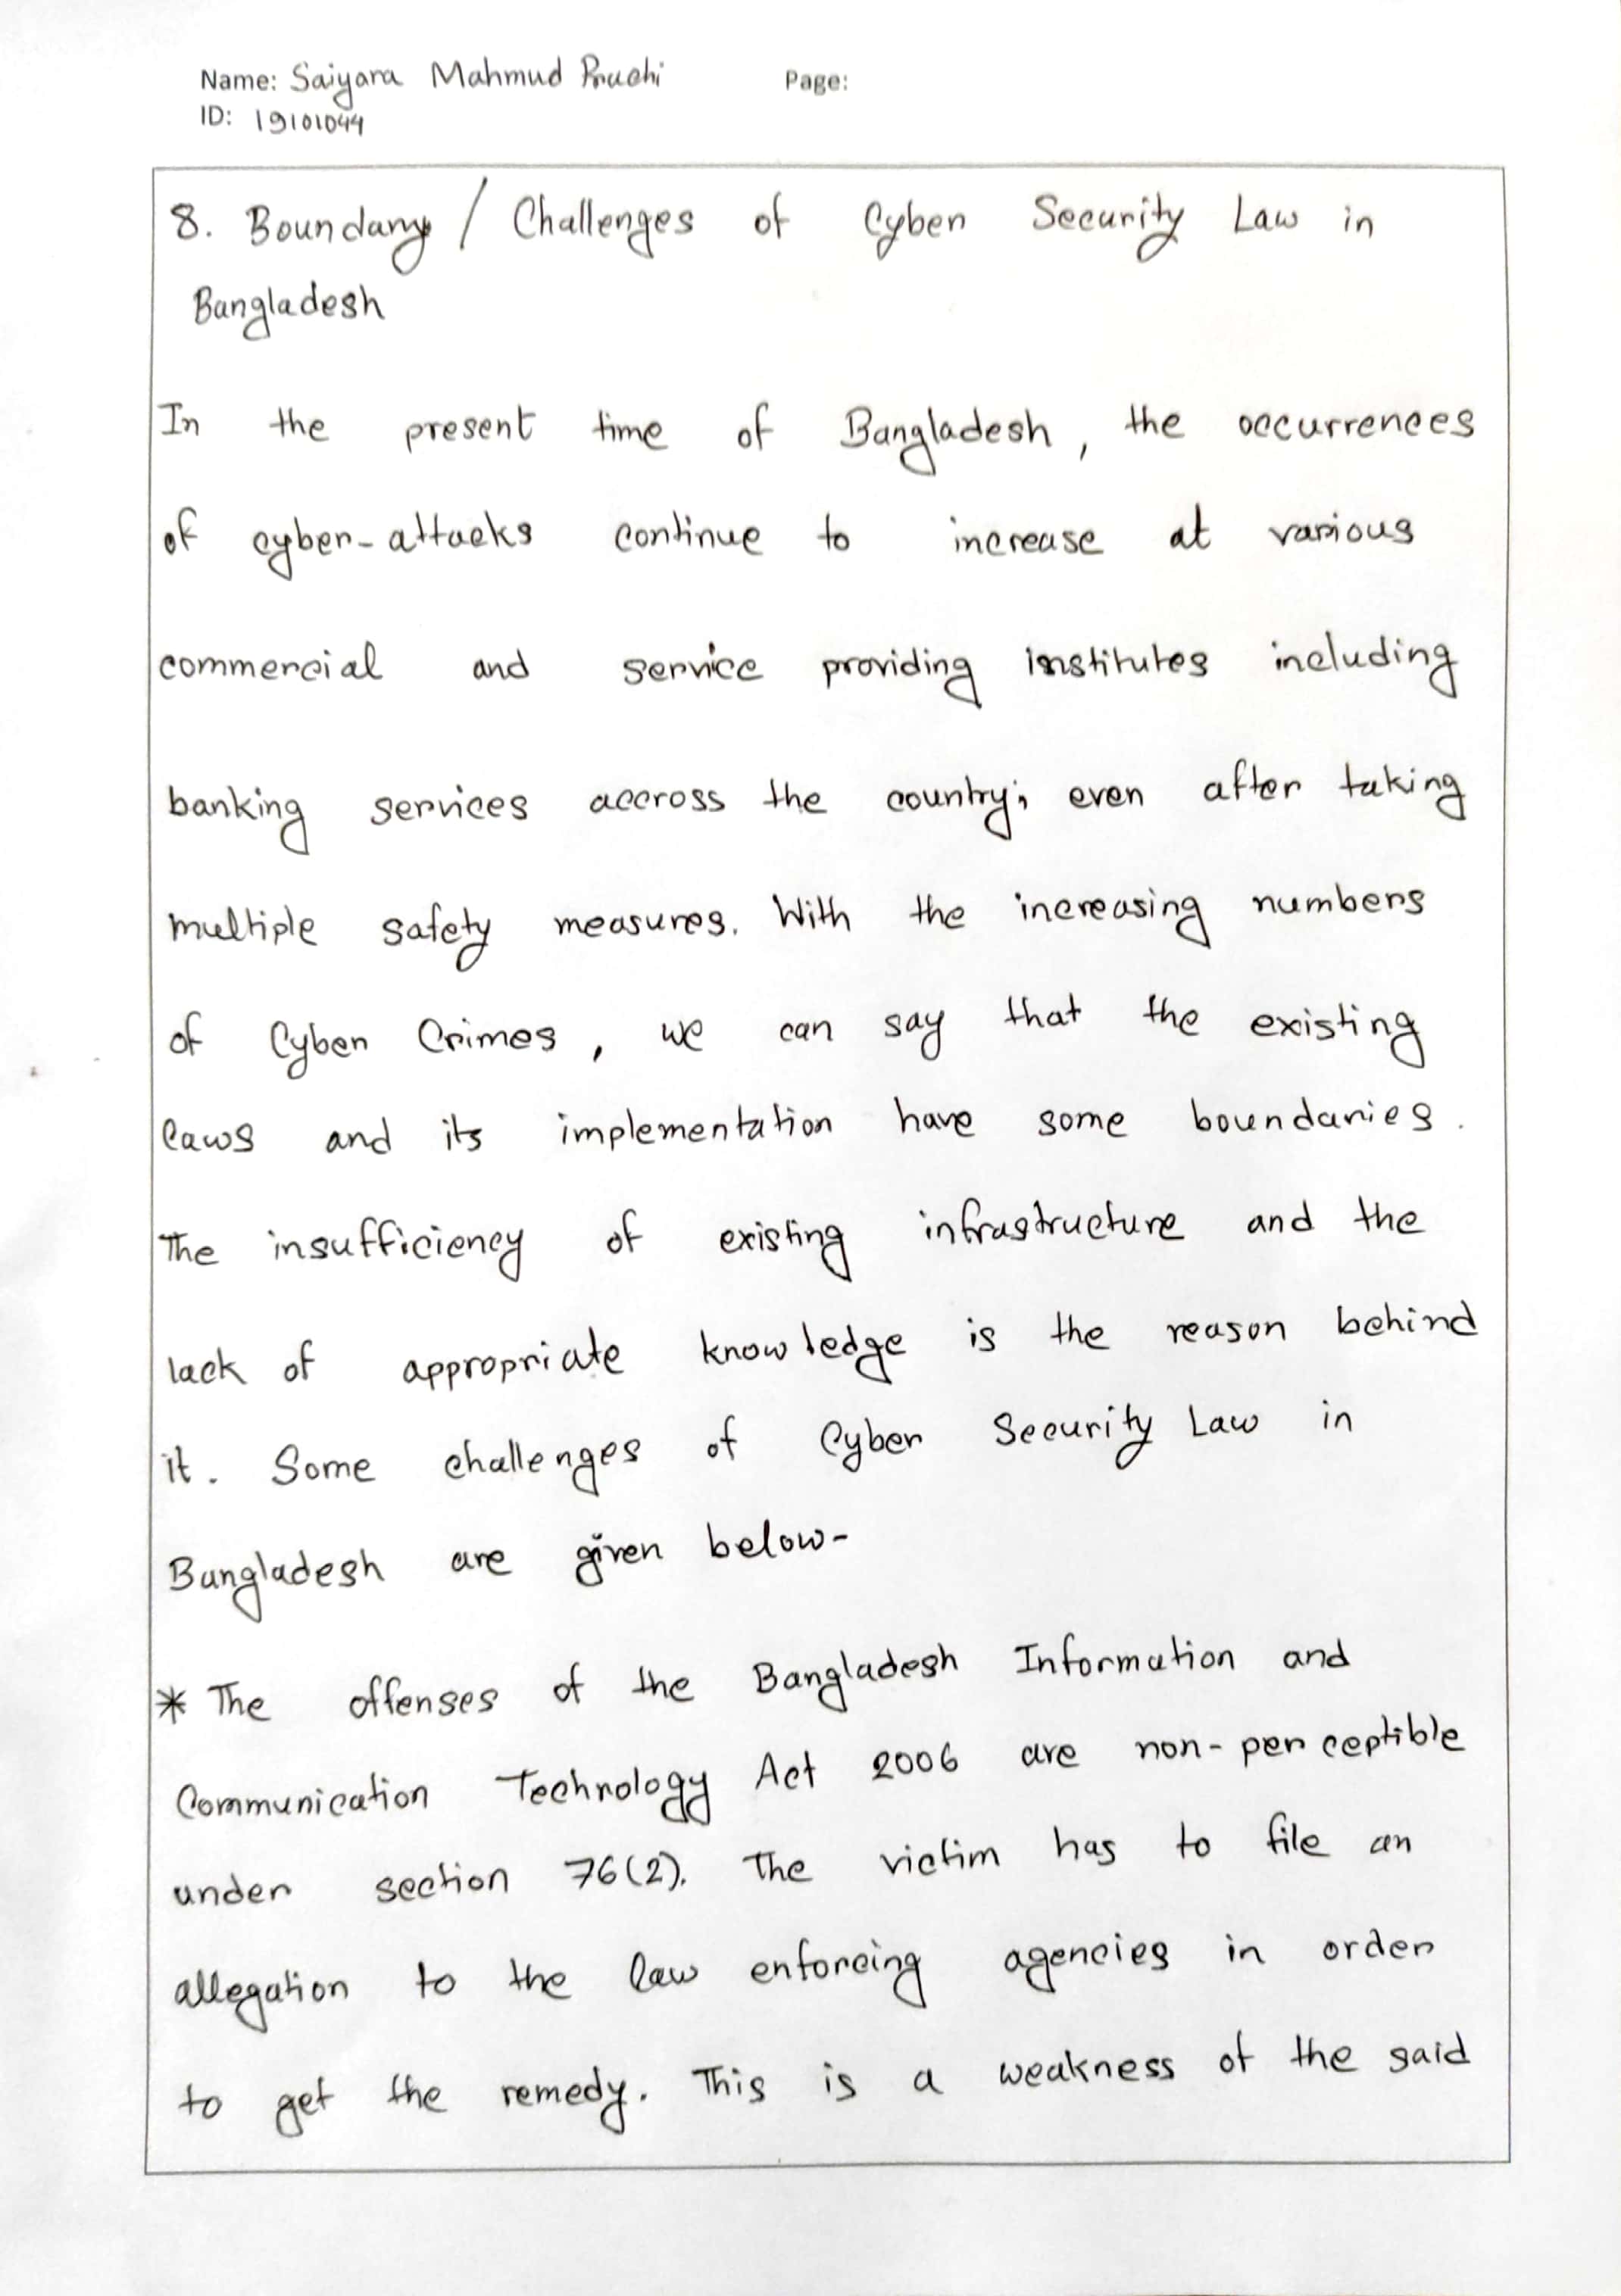 Name: Saiyara Mahmud Pruchi Page:
ID: 19101044
8. Boundary / Challenges of Cyber Security Law in
Bangladesh
In the present time of Bangladesh, the occurrences
of cyber-attacks continue to increase at various
commercial and service providing institutes including
banking services accross the country; even after taking
multiple safety measures. With the increasing numbers
of Cyber Crimes, we can say that the existing
laws and its implementation have some boundaries.
The insufficiency of existing infrastructure and the
lack of appropriate knowledge is the reason behind
it. Some challenges of Cyber Security Law in
Bangladesh are given below-
* The offenses of the Bangladesh Information and
Communication Technology Act 2006 are non-perceptible
under section 76(2). The victim has to file an
allegation to the law enforcing agencies in order
to get the remedy. This is a weakness of the said